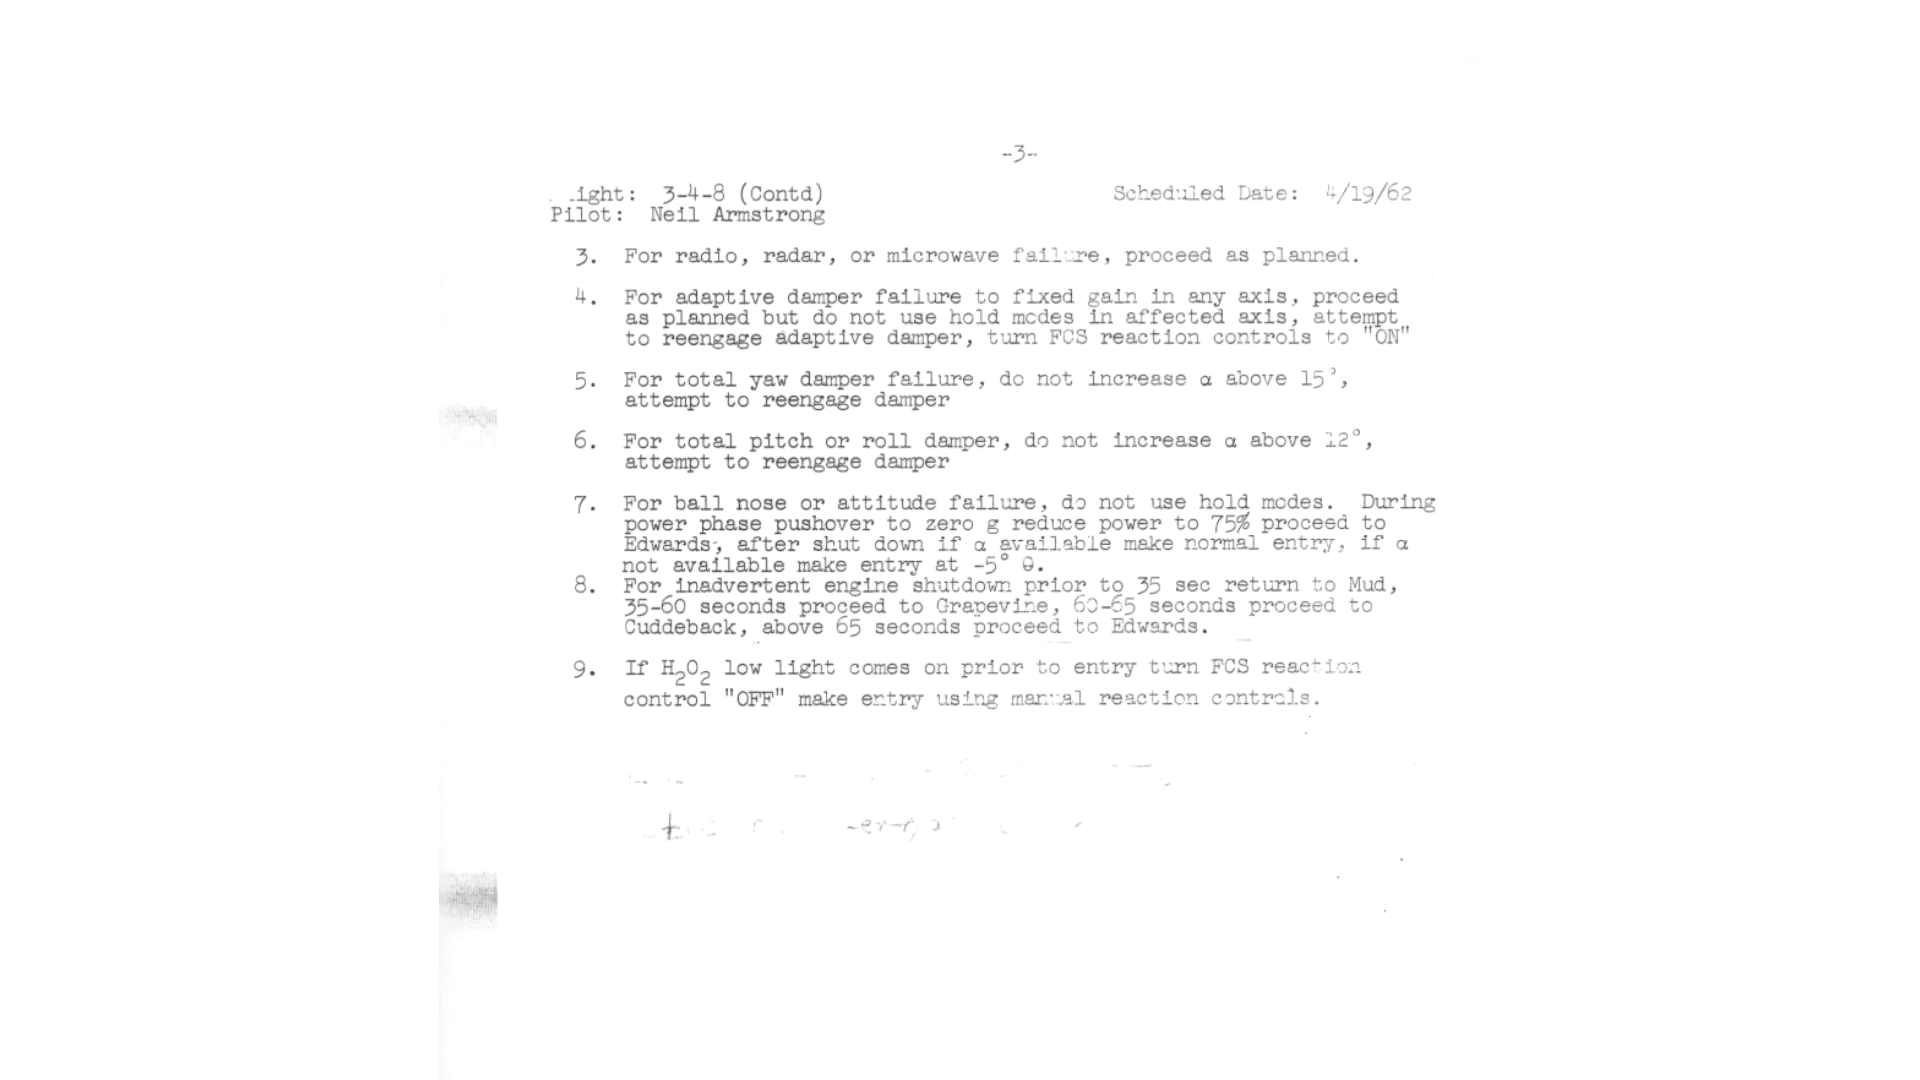 -3-
ight: 3-4-8 (Contd) Scheduled Date: 4/19/62
Pilot: Neil Armstrong
3. For radio, radar, or microwave failure, proceed as planned.
4. For adaptive damper failure to fixed gain in any axis, proceed
as planned but do not use hold modes in affected axis, attempt
to reengage adaptive damper, turn FCS reaction controls to "ON"
5. For total yaw damper failure, do not increase α above 15°,
attempt to reengage damper
6. For total pitch or roll damper, do not increase α above 12°,
attempt to reengage damper
7. For ball nose or attitude failure, do not use hold modes. During
power phase pushover to zero g reduce power to 75% proceed to
Edwards, after shut down if α available make normal entry, if α
not available make entry at -5° θ.
8. For inadvertent engine shutdown prior to 35 sec return to Mud,
35-60 seconds proceed to Grapevine, 60-65 seconds proceed to
Cuddeback, above 65 seconds proceed to Edwards.
9. If H₂O₂ low light comes on prior to entry turn FCS reaction
control "OFF" make entry using manual reaction controls.